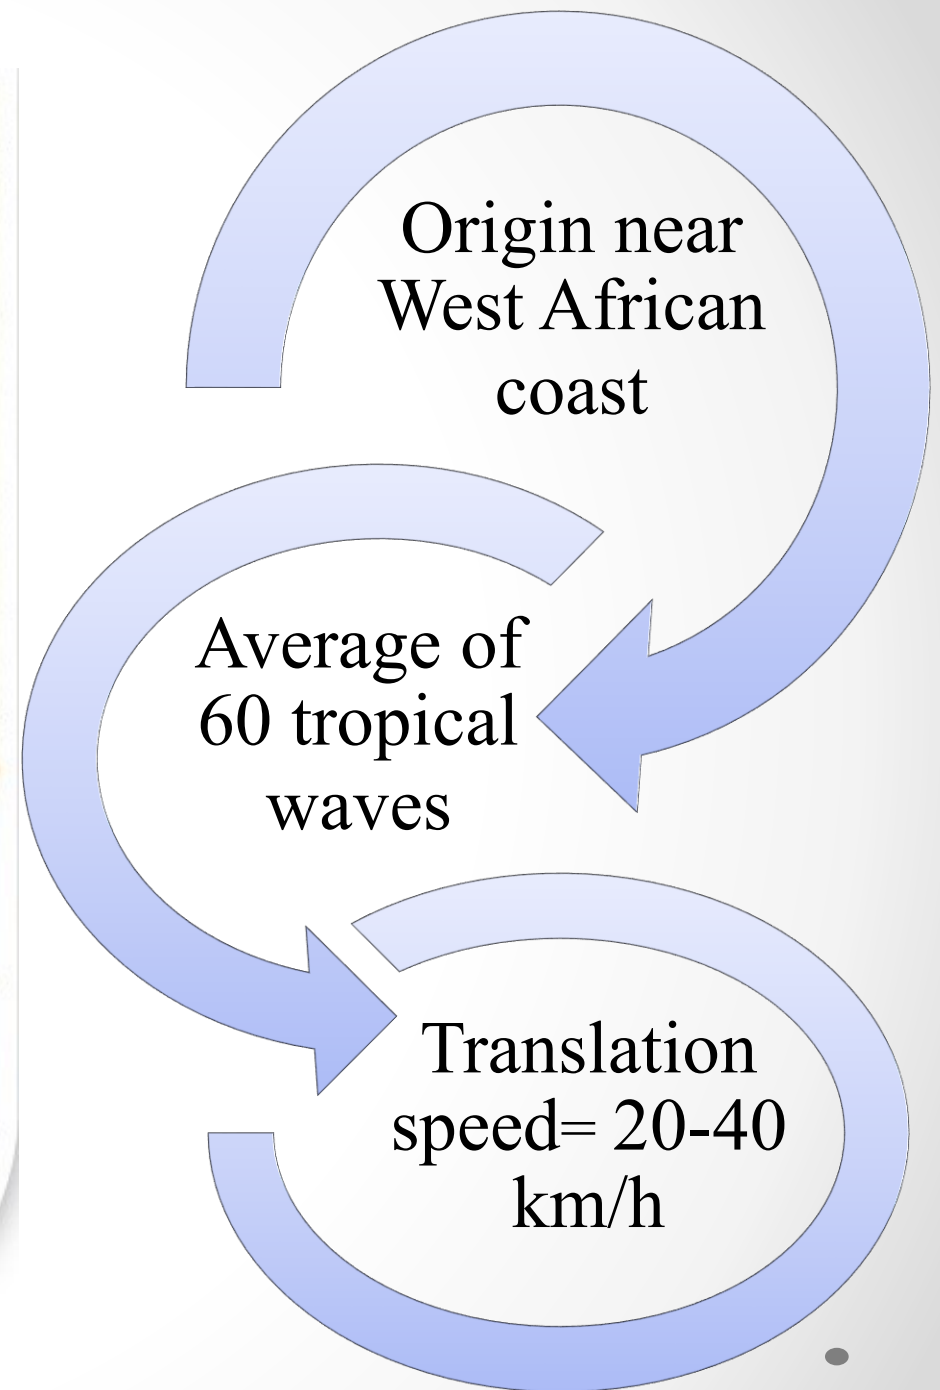 Origin near
West African
coast
Average of
60 tropical
waves
Translation
speed= 20-40
km/h